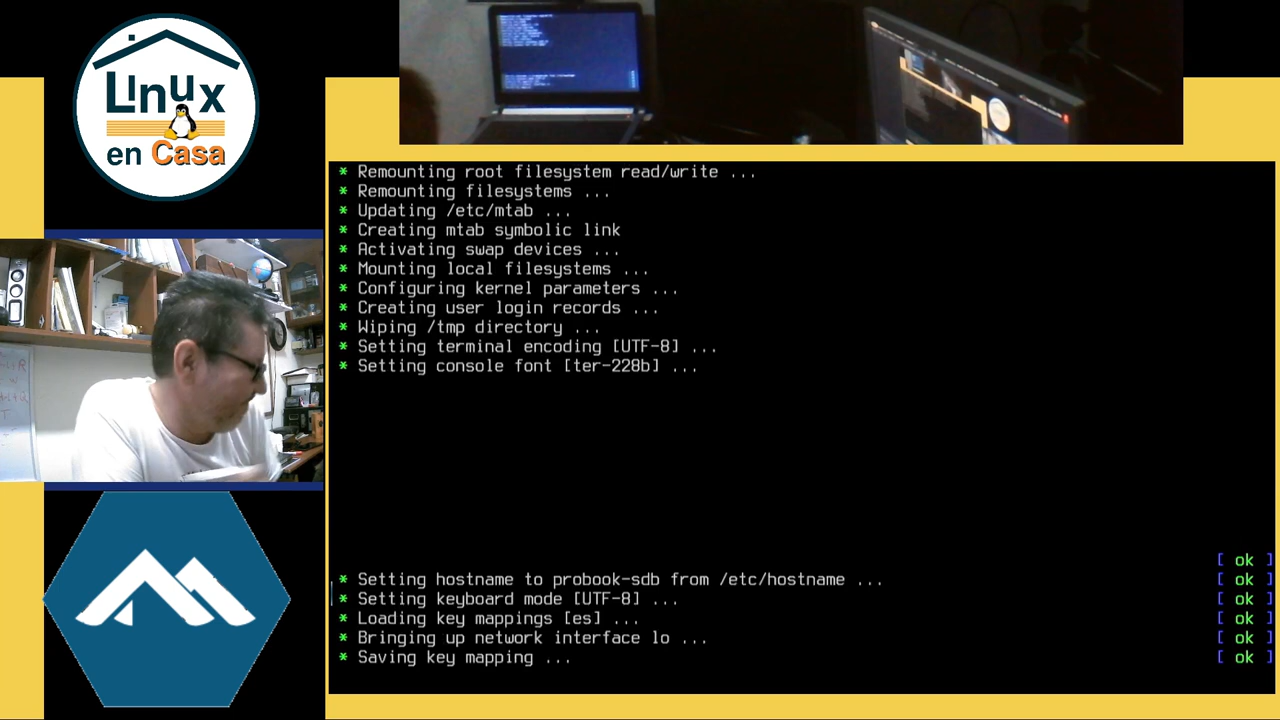 Linux
en Casa
* Remounting root filesystem read/write ...
* Remounting filesystems ...
* Updating /etc/mtab ...
* Creating mtab symbolic link
* Activating swap devices ...
* Mounting local filesystems ...
* Configuring kernel parameters ...
* Creating user login records ...
* Wiping /tmp directory ...
* Setting terminal encoding [UTF-8] ...
* Setting console font [ter-228b] ...
[ ok ]
* Setting hostname to probook-sdb from /etc/hostname ... [ ok ]
* Setting keyboard mode [UTF-8] ... [ ok ]
* Loading key mappings [es] ... [ ok ]
* Bringing up network interface lo ... [ ok ]
* Saving key mapping ... [ ok ]